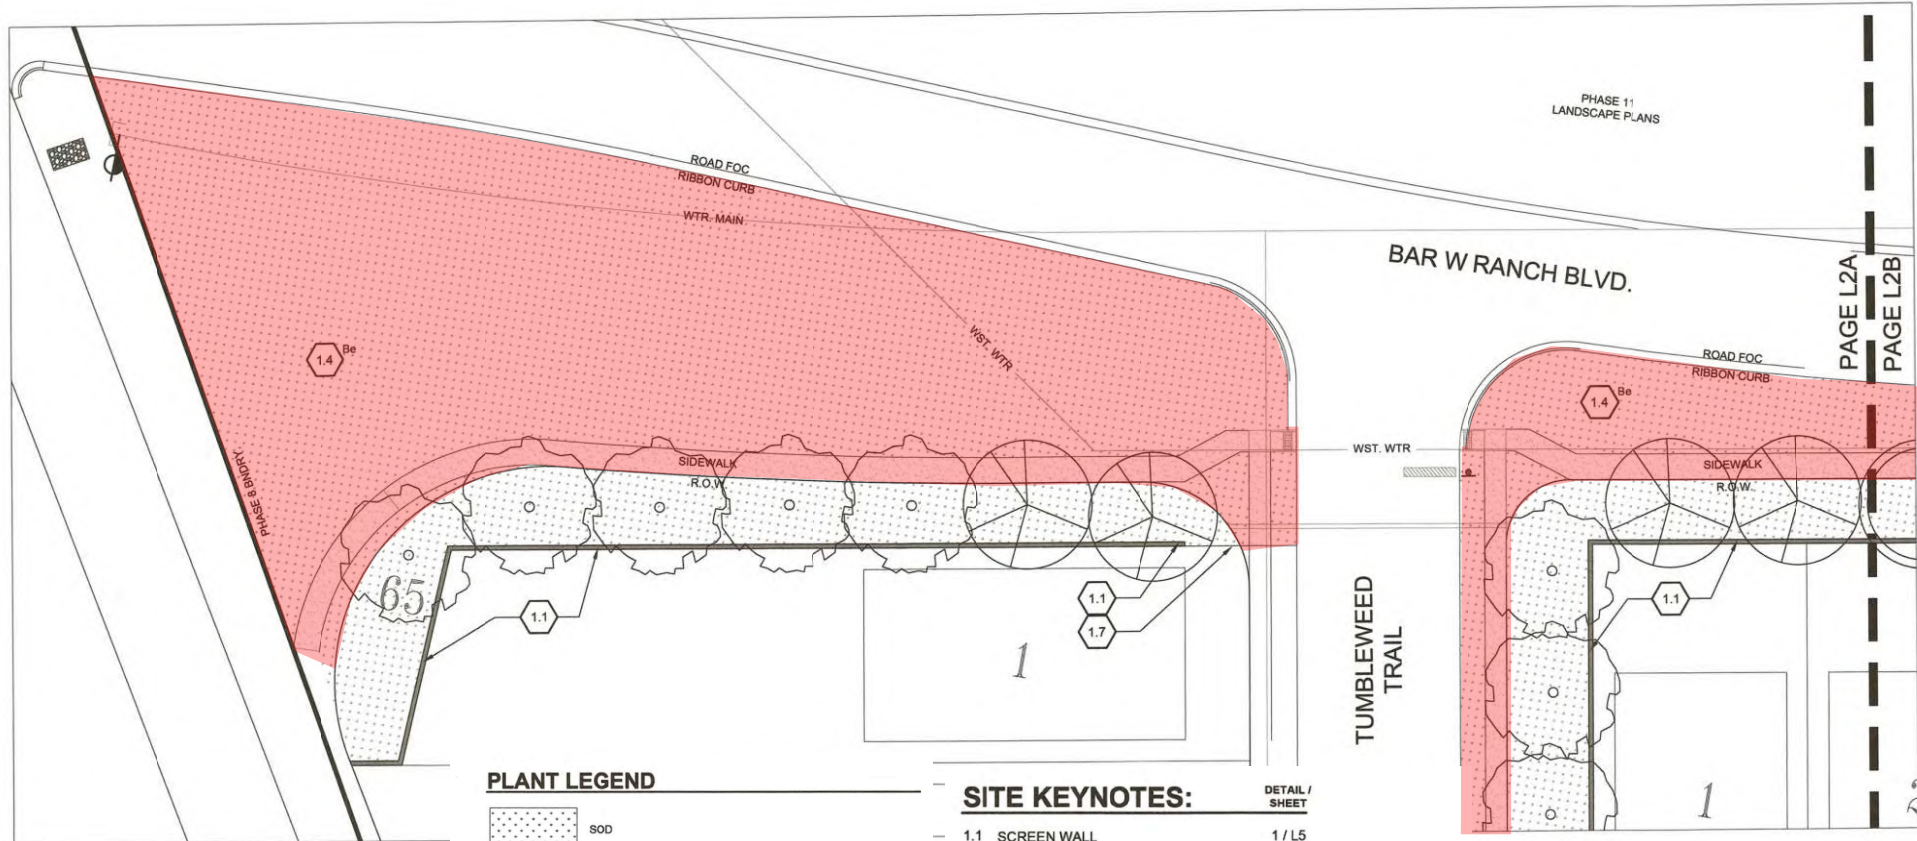 PHASE 11
LANDSCAPE PLANS
ROAD FOC
RIBBON CURB
WTR. MAIN
BAR W RANCH BLVD.
PAGE L2A
PAGE L2B
WST. WTR
1.4 Be
ROAD FOC
RIBBON CURB
1.4 Be
PHASE 8 BNDRY.
SIDEWALK
R.O.W.
WST. WTR
SIDEWALK
R.O.W.
65
1.1
1.1
1.7
1
TUMBLEWEED
TRAIL
1.1
1
PLANT LEGEND
SOD
SITE KEYNOTES:
DETAIL /
SHEET
1.1 SCREEN WALL 1 / L5